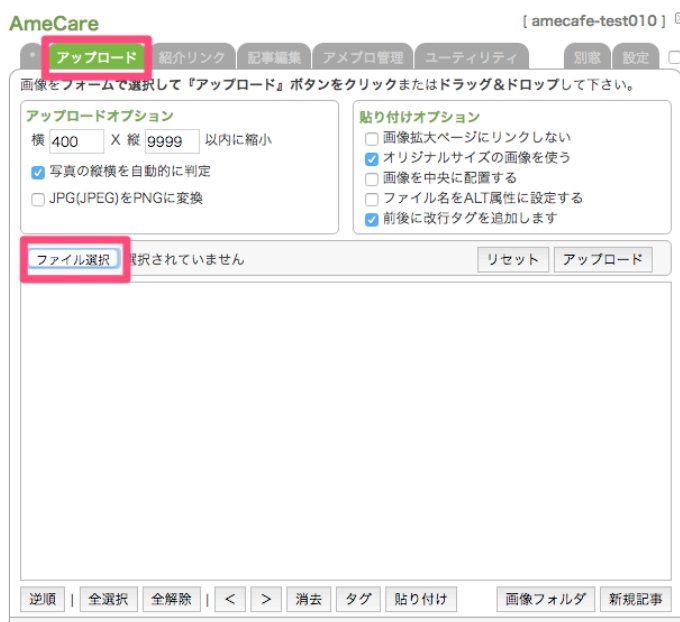 AmeCare
[ amecafe-test010 ]
* アップロード 紹介リンク 記事編集 アメブロ管理 ユーティリティ 別窓 設定
画像をフォームで選択して『アップロード』ボタンをクリックまたはドラッグ&ドロップして下さい。
アップロードオプション
横 400 X 縦 9999 以内に縮小
写真の縦横を自動的に判定
JPG(JPEG)をPNGに変換
貼り付けオプション
画像拡大ページにリンクしない
オリジナルサイズの画像を使う
画像を中央に配置する
ファイル名をALT属性に設定する
前後に改行タグを追加します
ファイル選択 選択されていません リセット アップロード
逆順 | 全選択 全解除 | < > 消去 タグ 貼り付け 画像フォルダ 新規記事